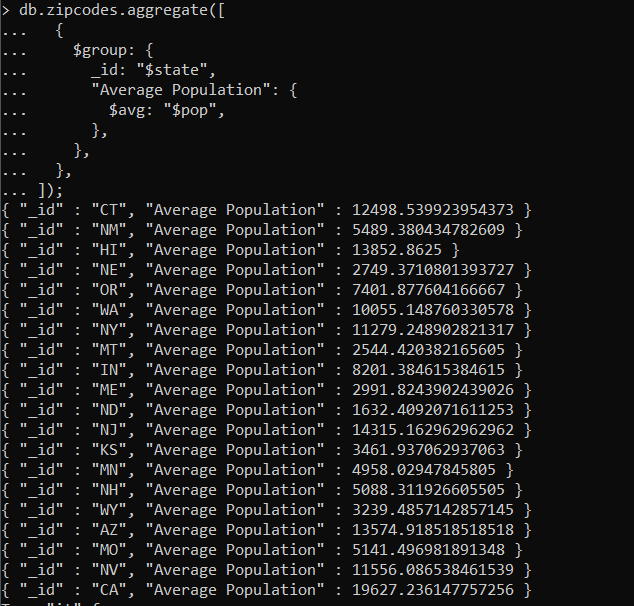 > db.zipcodes.aggregate([
...   {
...     $group: {
...       _id: "$state",
...       "Average Population": {
...         $avg: "$pop",
...       },
...     },
...   },
... ]);
{ "_id" : "CT", "Average Population" : 12498.539923954373 }
{ "_id" : "NM", "Average Population" : 5489.380434782609 }
{ "_id" : "HI", "Average Population" : 13852.8625 }
{ "_id" : "NE", "Average Population" : 2749.3710801393727 }
{ "_id" : "OR", "Average Population" : 7401.877604166667 }
{ "_id" : "WA", "Average Population" : 10055.148760330578 }
{ "_id" : "NY", "Average Population" : 11279.248902821317 }
{ "_id" : "MT", "Average Population" : 2544.420382165605 }
{ "_id" : "IN", "Average Population" : 8201.384615384615 }
{ "_id" : "ME", "Average Population" : 2991.8243902439026 }
{ "_id" : "ND", "Average Population" : 1632.4092071611253 }
{ "_id" : "NJ", "Average Population" : 14315.162962962962 }
{ "_id" : "KS", "Average Population" : 3461.937062937063 }
{ "_id" : "MN", "Average Population" : 4958.02947845805 }
{ "_id" : "NH", "Average Population" : 5088.311926605505 }
{ "_id" : "WY", "Average Population" : 3239.4857142857145 }
{ "_id" : "AZ", "Average Population" : 13574.918518518518 }
{ "_id" : "MO", "Average Population" : 5141.496981891348 }
{ "_id" : "NV", "Average Population" : 11556.086538461539 }
{ "_id" : "CA", "Average Population" : 19627.236147757256 }